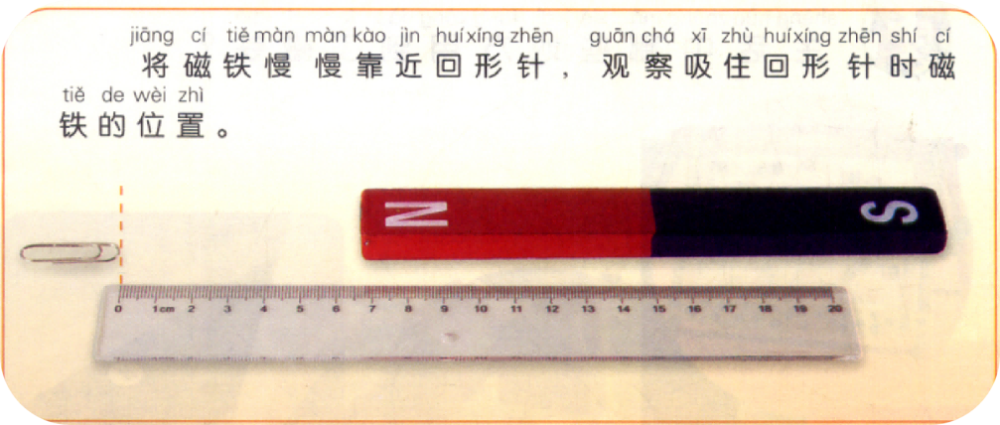 jiāng cí tiě màn màn kào jìn huíxíng zhēn guān chá xī zhù huíxíng zhēn shí cí
将磁铁慢慢靠近回形针，观察吸住回形针时磁
tiě de wèi zhì
铁的位置。
N S
0 1cm 2 3 4 5 6 7 8 9 10 11 12 13 14 15 16 17 18 19 20